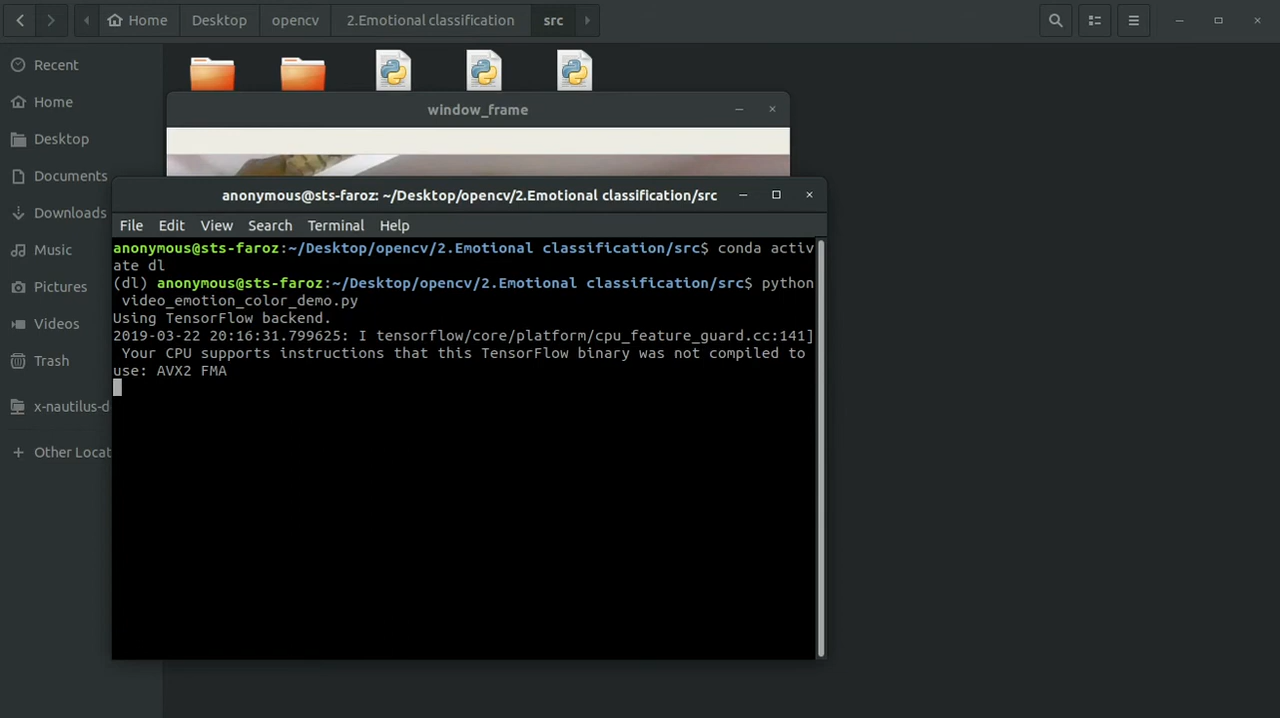 Home
Desktop
opencv
2.Emotional classification
src
Recent
Home
Desktop
Documents
Downloads
Music
Pictures
Videos
Trash
x-nautilus-d
Other Locat
window_frame
anonymous@sts-faroz: ~/Desktop/opencv/2.Emotional classification/src
File Edit View Search Terminal Help
anonymous@sts-faroz:~/Desktop/opencv/2.Emotional classification/src$ conda activ
ate dl
(dl) anonymous@sts-faroz:~/Desktop/opencv/2.Emotional classification/src$ python
video_emotion_color_demo.py
Using TensorFlow backend.
2019-03-22 20:16:31.799625: I tensorflow/core/platform/cpu_feature_guard.cc:141]
Your CPU supports instructions that this TensorFlow binary was not compiled to
use: AVX2 FMA